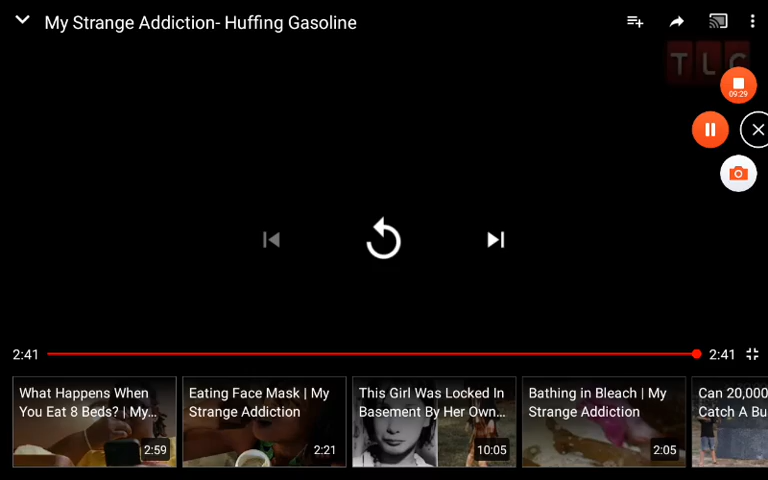 My Strange Addiction- Huffing Gasoline
TLC
09:29
2:41
2:41
What Happens When
You Eat 8 Beds? | My...
2:59
Eating Face Mask | My
Strange Addiction
2:21
This Girl Was Locked In
Basement By Her Own...
10:05
Bathing in Bleach | My
Strange Addiction
2:05
Can 20,000
Catch A Bu